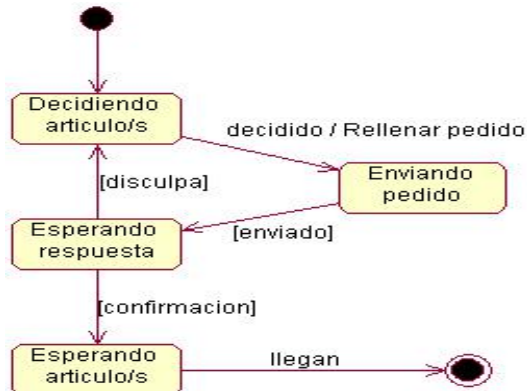 Decidiendo
articulo/s
decidido / Rellenar pedido
Enviando
pedido
[disculpa]
Esperando
respuesta
[enviado]
[confirmacion]
Esperando
articulo/s
llegan